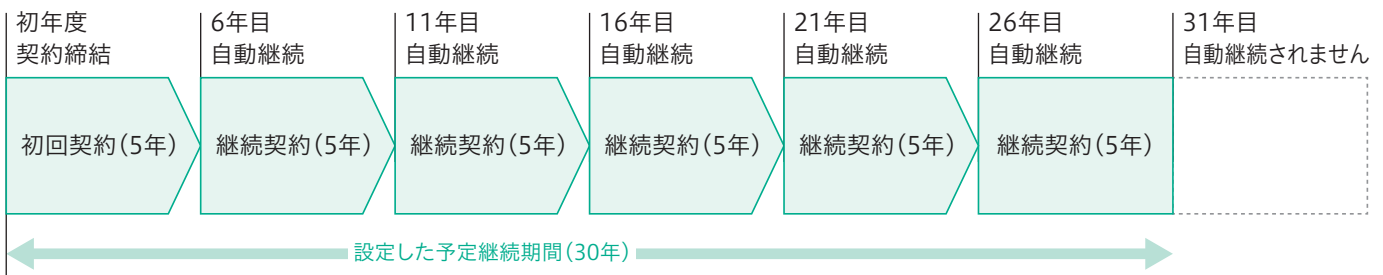 初年度
契約締結
6年目
自動継続
11年目
自動継続
16年目
自動継続
21年目
自動継続
26年目
自動継続
31年目
自動継続されません
初回契約(5年)
継続契約(5年)
継続契約(5年)
継続契約(5年)
継続契約(5年)
継続契約(5年)
設定した予定継続期間(30年)